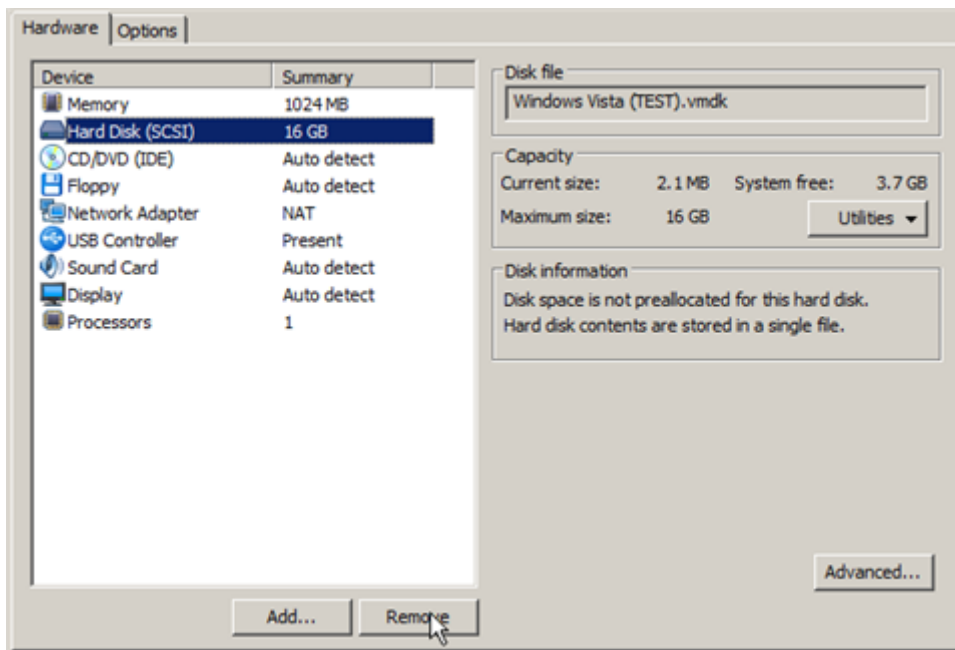 Hardware Options
Device Summary
Memory 1024 MB
Hard Disk (SCSI) 16 GB
CD/DVD (IDE) Auto detect
Floppy Auto detect
Network Adapter NAT
USB Controller Present
Sound Card Auto detect
Display Auto detect
Processors 1
Add... Remove
Disk file
Windows Vista (TEST).vmdk
Capacity
Current size: 2.1 MB System free: 3.7 GB
Maximum size: 16 GB Utilities
Disk information
Disk space is not preallocated for this hard disk.
Hard disk contents are stored in a single file.
Advanced...